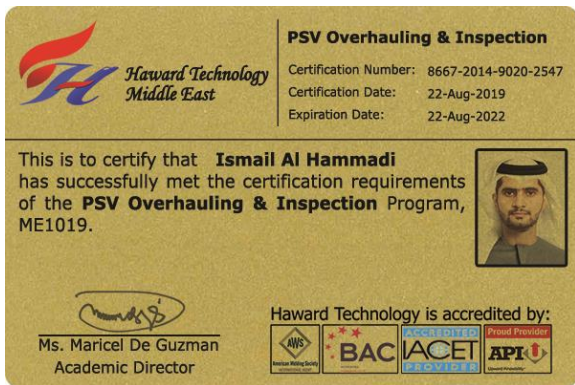 Haward Technology
Middle East
PSV Overhauling & Inspection
Certification Number: 8667-2014-9020-2547
Certification Date: 22-Aug-2019
Expiration Date: 22-Aug-2022
This is to certify that Ismail Al Hammadi
has successfully met the certification requirements
of the PSV Overhauling & Inspection Program,
ME1019.
Ms. Maricel De Guzman
Academic Director
Haward Technology is accredited by:
AWS
American Welding Society
BAC
ACCREDITED
IACET
PROVIDER
Proud Provider
API U